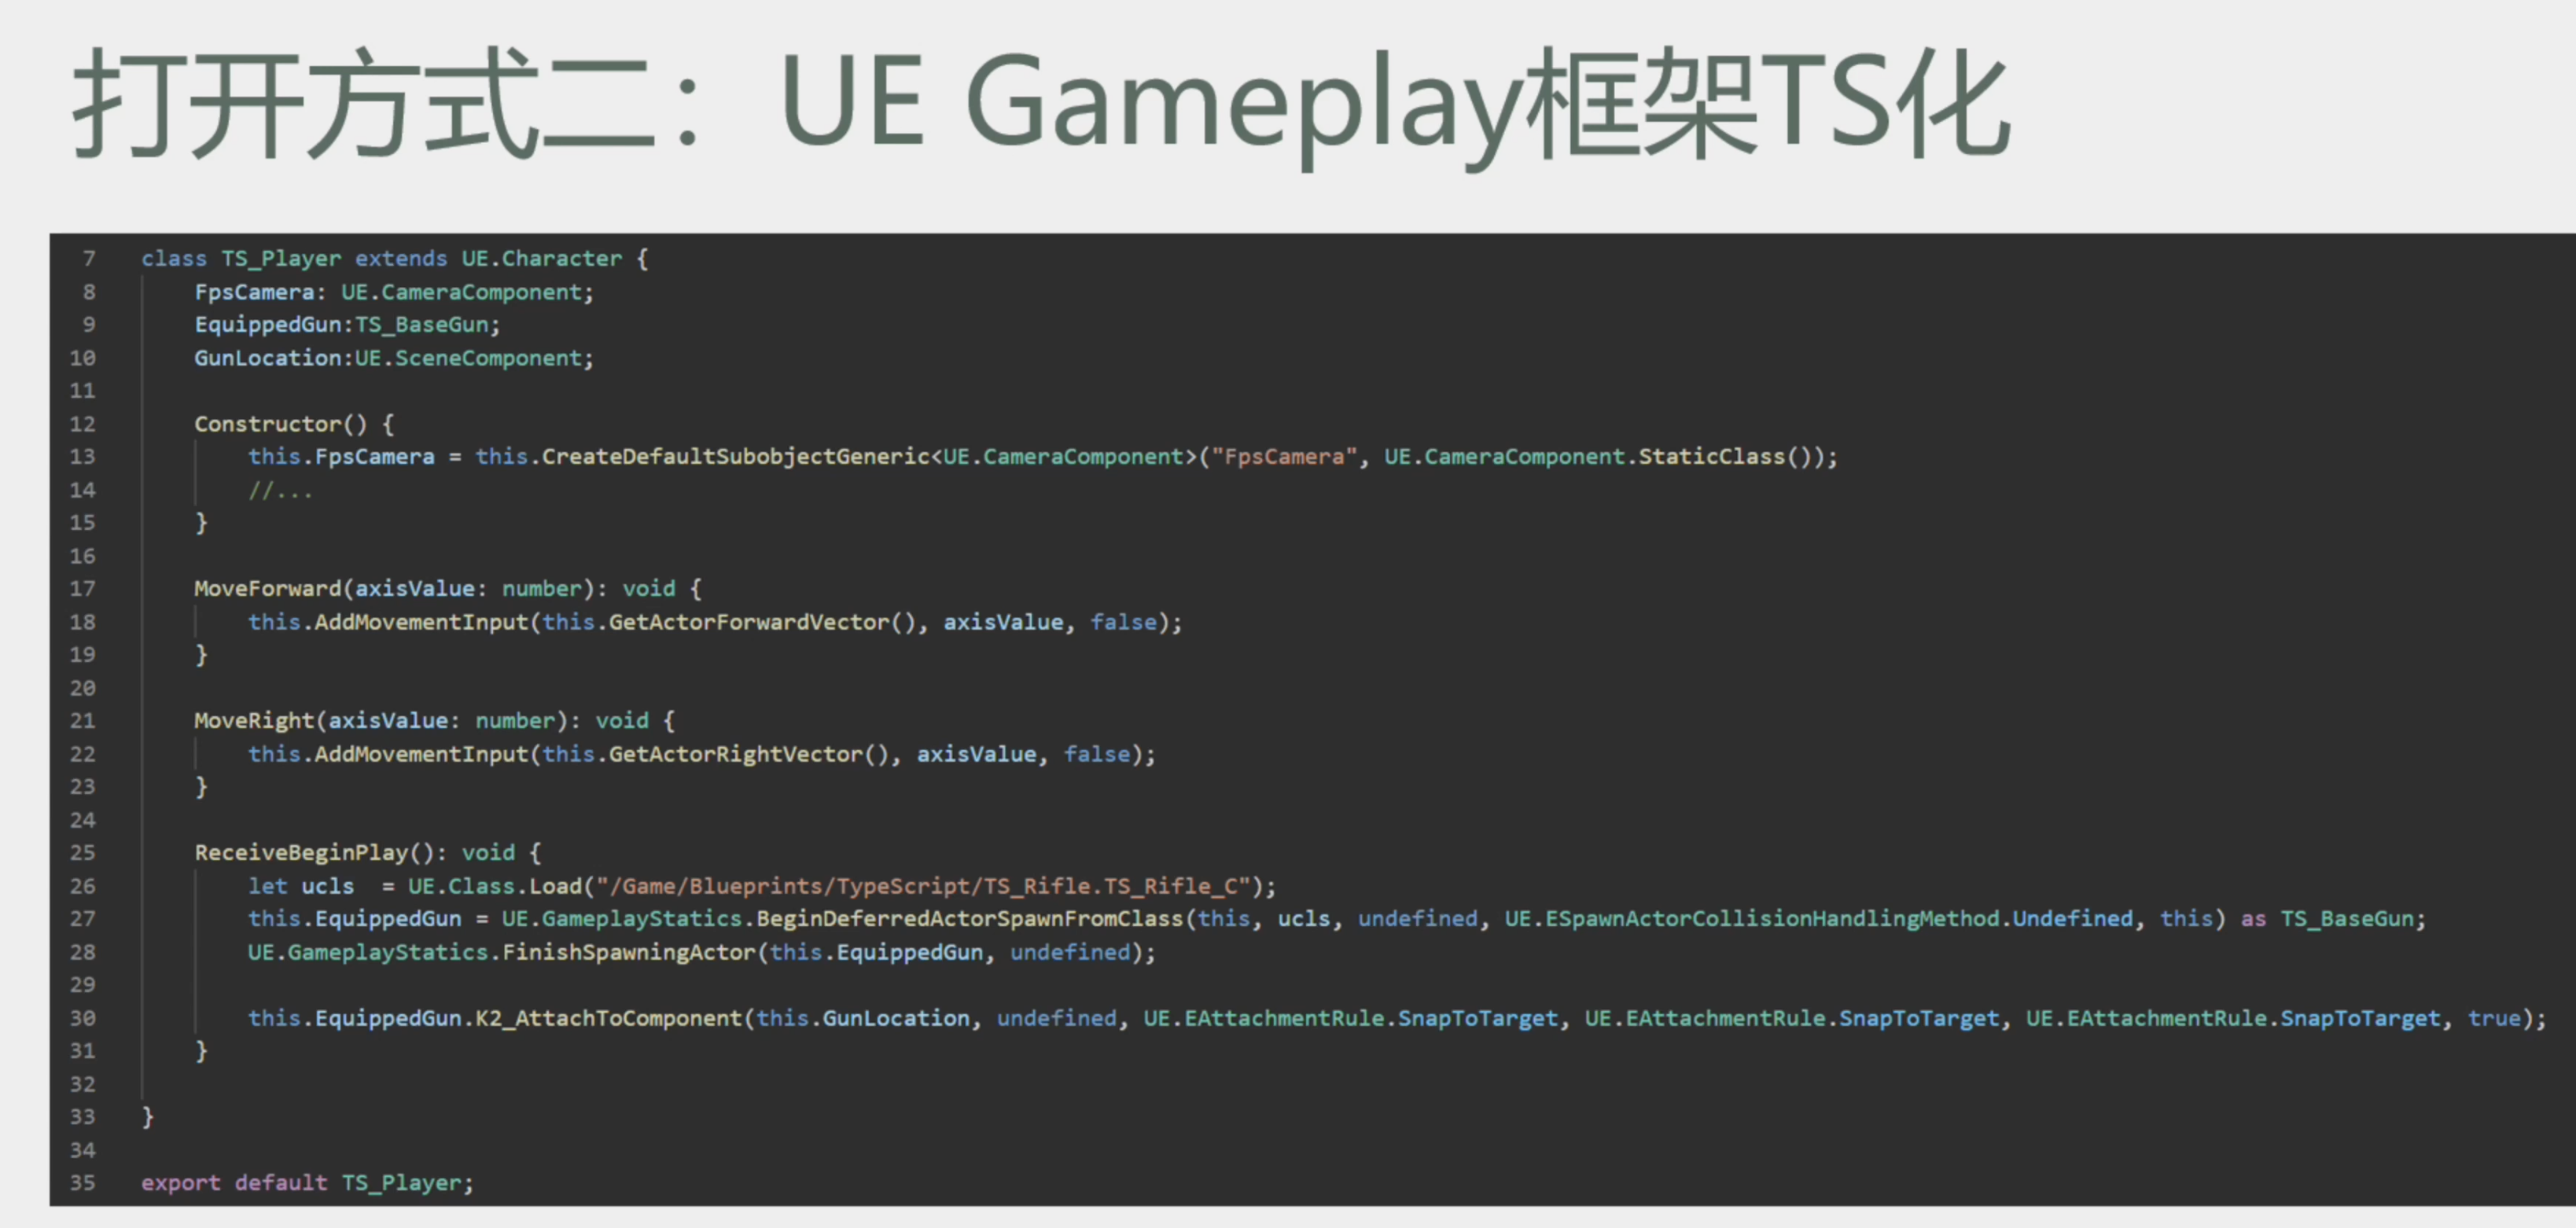 打开方式二：UE Gameplay框架TS化
7 class TS_Player extends UE.Character {
8 FpsCamera: UE.CameraComponent;
9 EquippedGun:TS_BaseGun;
10 GunLocation:UE.SceneComponent;
11
12 Constructor() {
13 this.FpsCamera = this.CreateDefaultSubobjectGeneric<UE.CameraComponent>("FpsCamera", UE.CameraComponent.StaticClass());
14 //...
15 }
16
17 MoveForward(axisValue: number): void {
18 this.AddMovementInput(this.GetActorForwardVector(), axisValue, false);
19 }
20
21 MoveRight(axisValue: number): void {
22 this.AddMovementInput(this.GetActorRightVector(), axisValue, false);
23 }
24
25 ReceiveBeginPlay(): void {
26 let ucls  = UE.Class.Load("/Game/Blueprints/TypeScript/TS_Rifle.TS_Rifle_C");
27 this.EquippedGun = UE.GameplayStatics.BeginDeferredActorSpawnFromClass(this, ucls, undefined, UE.ESpawnActorCollisionHandlingMethod.Undefined, this) as TS_BaseGun;
28 UE.GameplayStatics.FinishSpawningActor(this.EquippedGun, undefined);
29
30 this.EquippedGun.K2_AttachToComponent(this.GunLocation, undefined, UE.EAttachmentRule.SnapToTarget, UE.EAttachmentRule.SnapToTarget, UE.EAttachmentRule.SnapToTarget, true);
31 }
32
33 }
34
35 export default TS_Player;